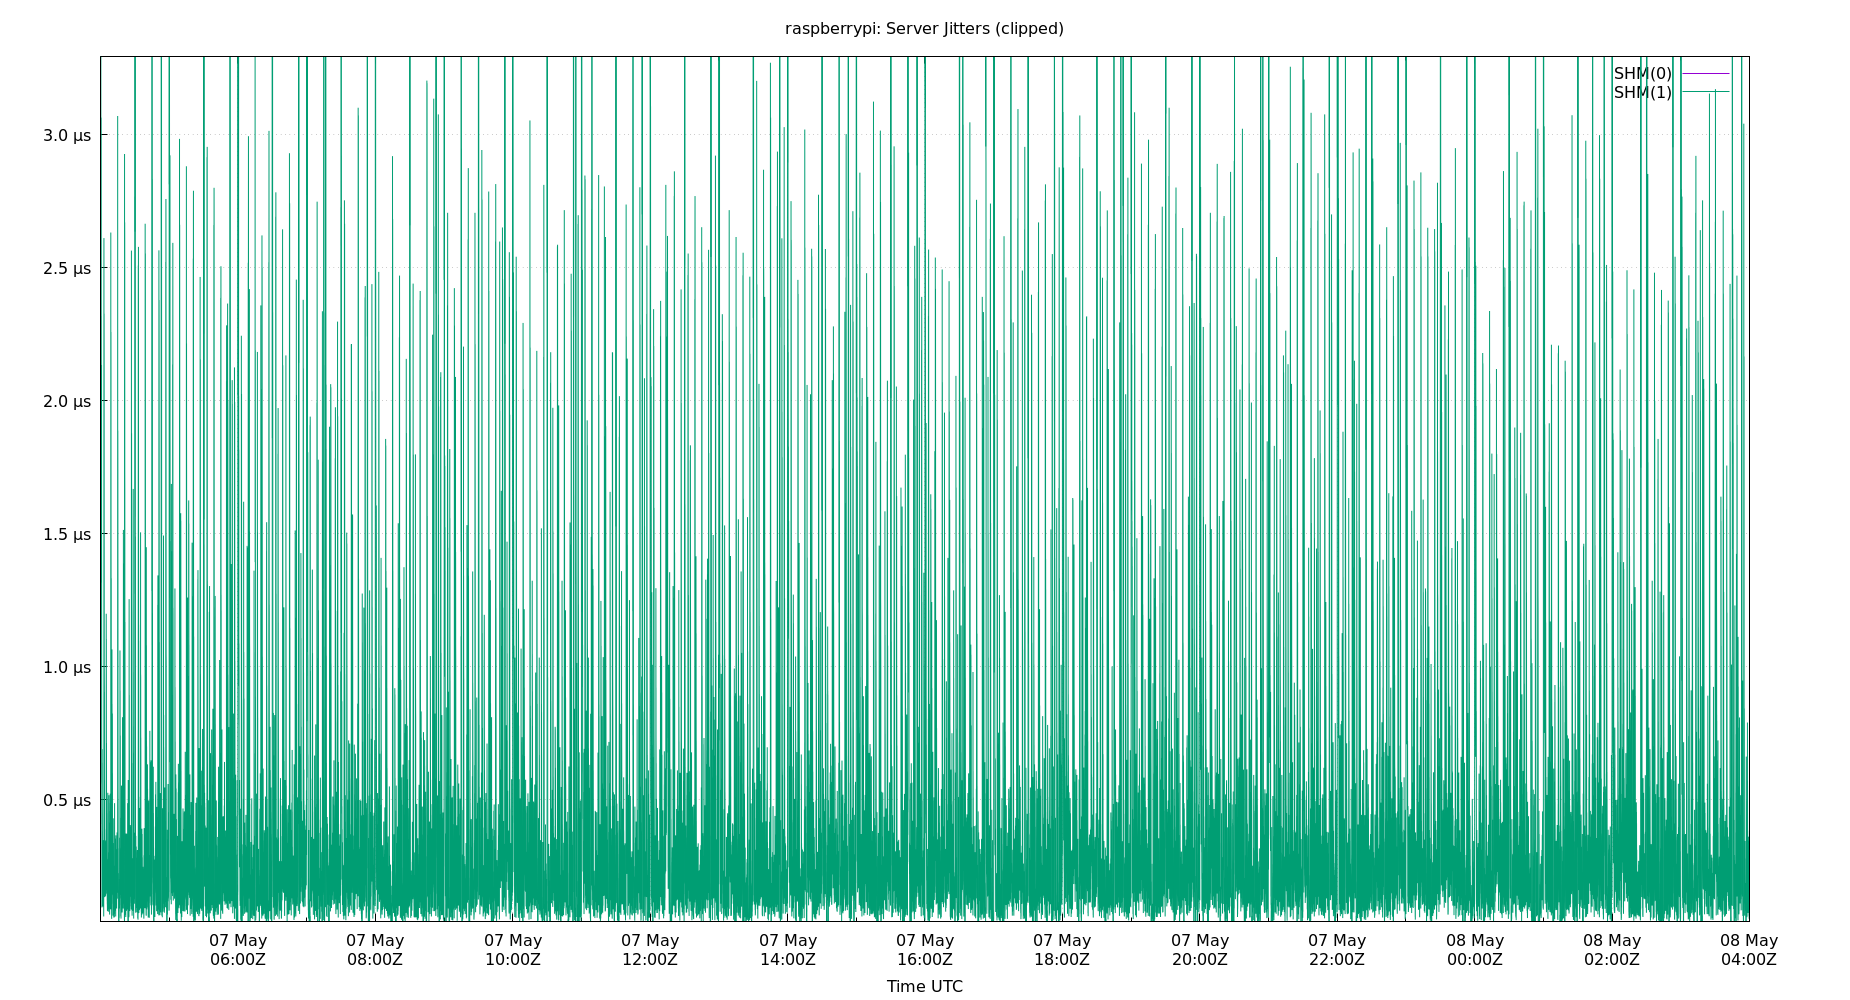 raspberrypi: Server Jitters (clipped)
SHM(0)
SHM(1)
3.0 µs
2.5 µs
2.0 µs
1.5 µs
1.0 µs
0.5 µs
07 May 07 May 07 May 07 May 07 May 07 May 07 May 07 May 07 May 08 May 08 May 08 May
06:00Z 08:00Z 10:00Z 12:00Z 14:00Z 16:00Z 18:00Z 20:00Z 22:00Z 00:00Z 02:00Z 04:00Z
Time UTC